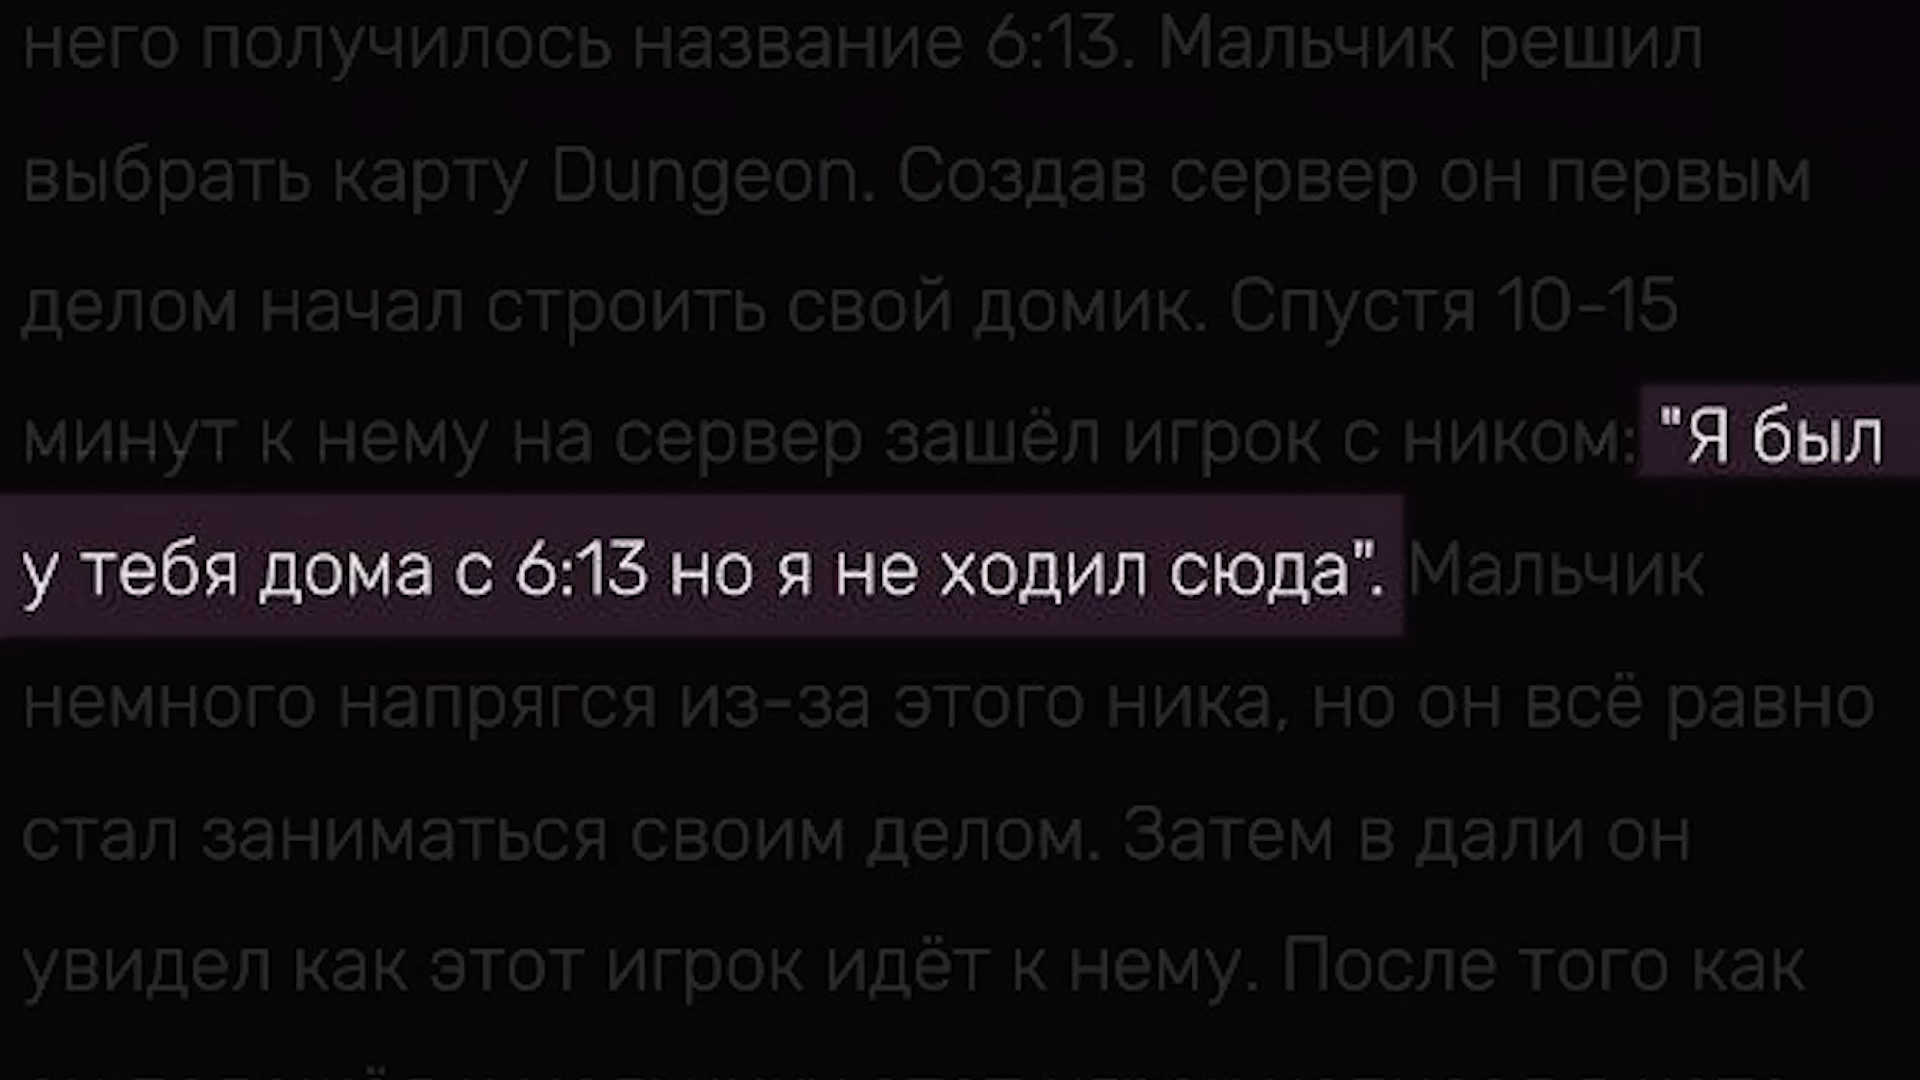 него получилось название 6:13. Мальчик решил
выбрать карту Dungeon. Создав сервер он первым
делом начал строить свой домик. Спустя 10-15
минут к нему на сервер зашёл игрок с ником: "Я был
у тебя дома с 6:13 но я не ходил сюда". Мальчик
немного напрягся из-за этого ника, но он всё равно
стал заниматься своим делом. Затем в дали он
увидел как этот игрок идёт к нему. После того как